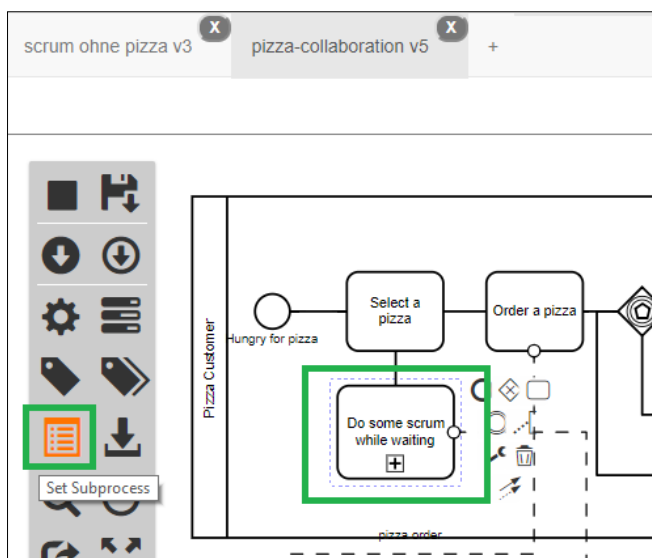 scrum ohne pizza v3
X
pizza-collaboration v5
X
+
Pizza Customer
Hungry for pizza
Select a
pizza
Order a pizza
Do some scrum
while waiting
Set Subprocess
pizza order